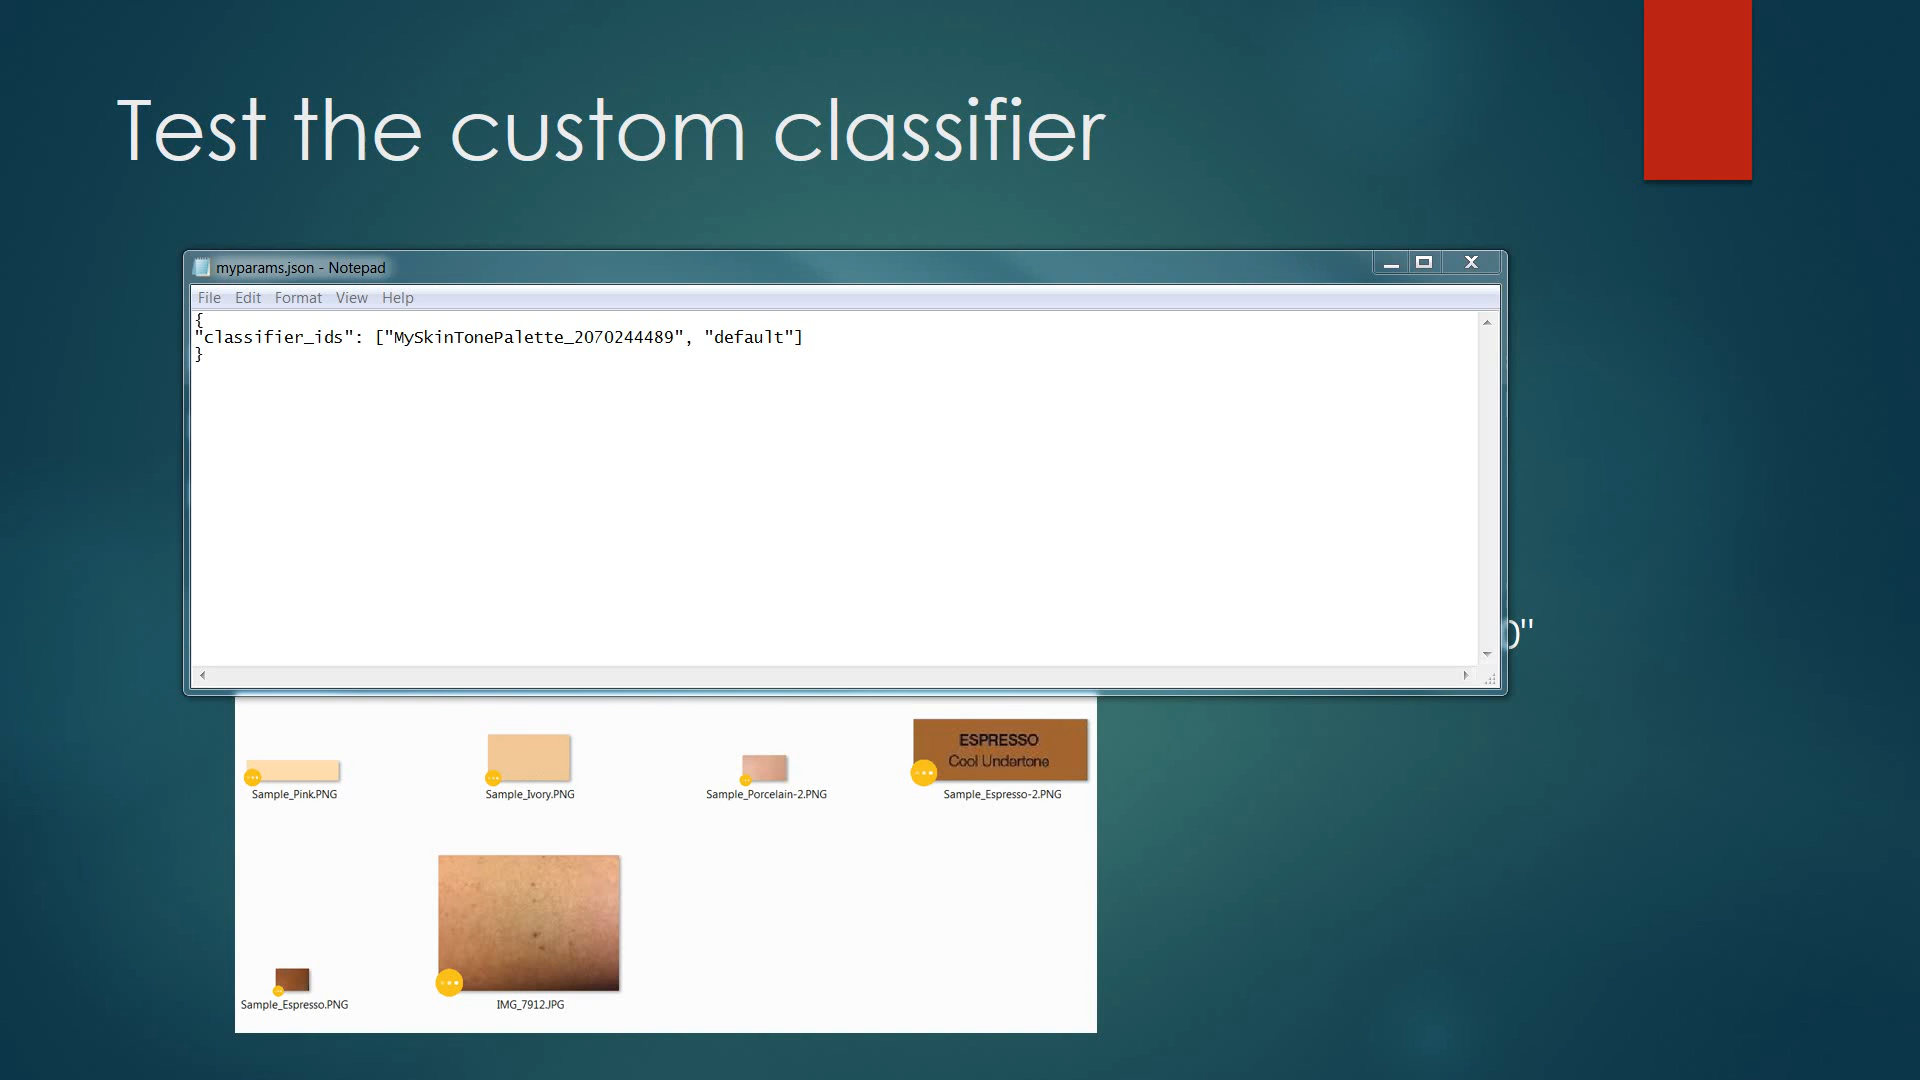 Test the custom classifier
myparams.json - Notepad
File Edit Format View Help
{
"classifier_ids": ["MySkinTonePalette_2070244489", "default"]
}
0"
ESPRESSO
Cool Undertone
Sample_Pink.PNG
Sample_Ivory.PNG
Sample_Porcelain-2.PNG
Sample_Espresso-2.PNG
Sample_Espresso.PNG
IMG_7912.JPG